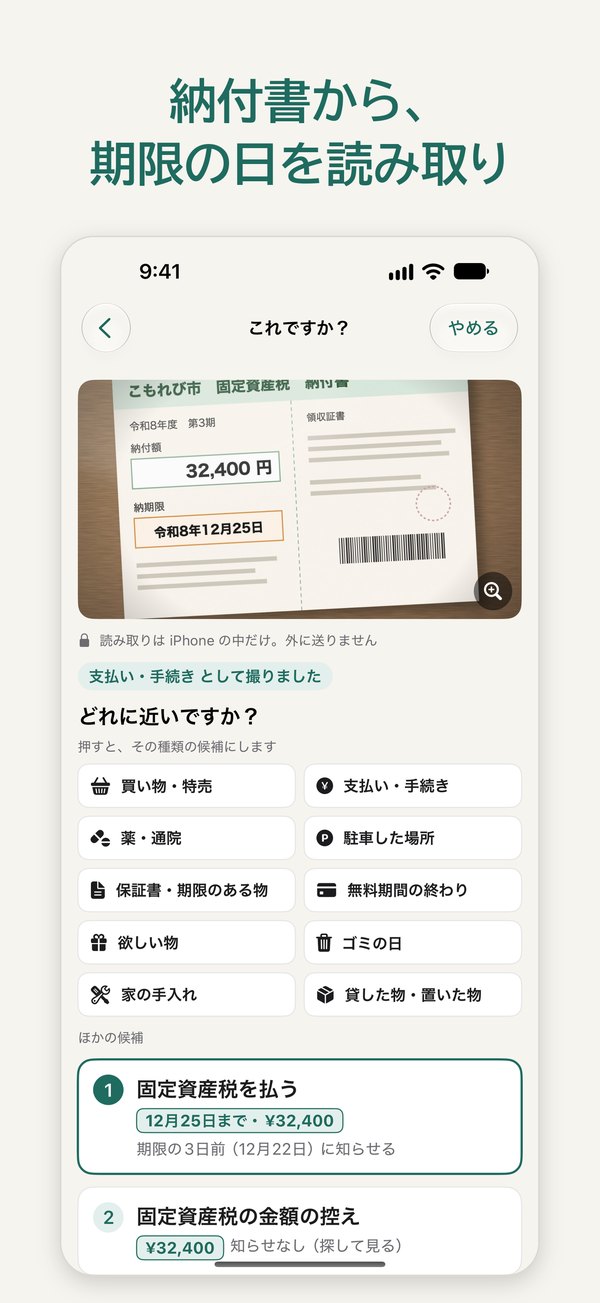 納付書から、
期限の日を読み取り
9:41
これですか？
やめる
こもれび市 固定資産税 納付書
令和8年度 第3期
納付額
32,400 円
納期限
令和8年12月25日
領収証書
読み取りは iPhone の中だけ。外に送りません
支払い・手続き として撮りました
どれに近いですか？
押すと、その種類の候補にします
買い物・特売
支払い・手続き
薬・通院
駐車した場所
保証書・期限のある物
無料期間の終わり
欲しい物
ゴミの日
家の手入れ
貸した物・置いた物
ほかの候補
1 固定資産税を払う
12月25日まで・¥32,400
期限の3日前（12月22日）に知らせる
2 固定資産税の金額の控え
¥32,400 知らせなし（探して見る）